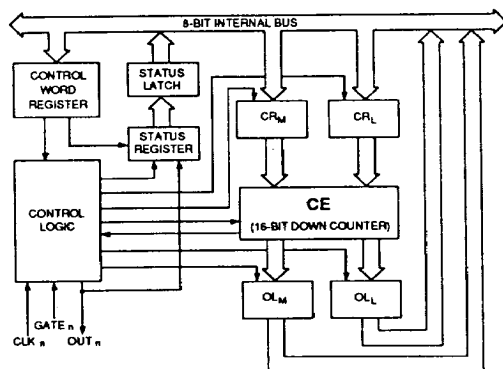 8-BIT INTERNAL BUS
CONTROL
WORD
REGISTER
STATUS
LATCH
STATUS
REGISTER
CRM
CRL
CONTROL
LOGIC
CE
(16-BIT DOWN COUNTER)
OLM
OLL
GATE n
CLK n
OUT n